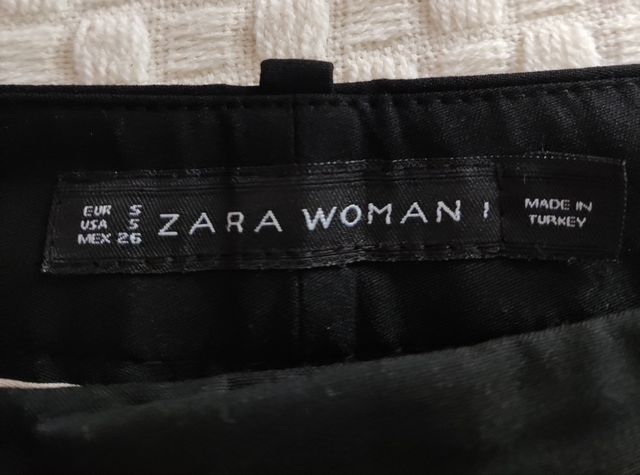 EUR S
USA S
MEX 26
ZARA WOMAN
MADE IN
TURKEY